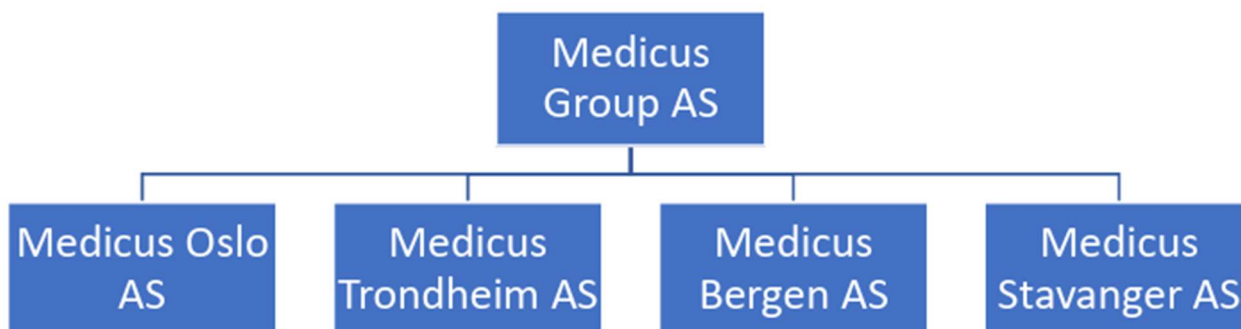 Medicus
Group AS
Medicus Oslo
AS
Medicus
Trondheim AS
Medicus
Bergen AS
Medicus
Stavanger AS